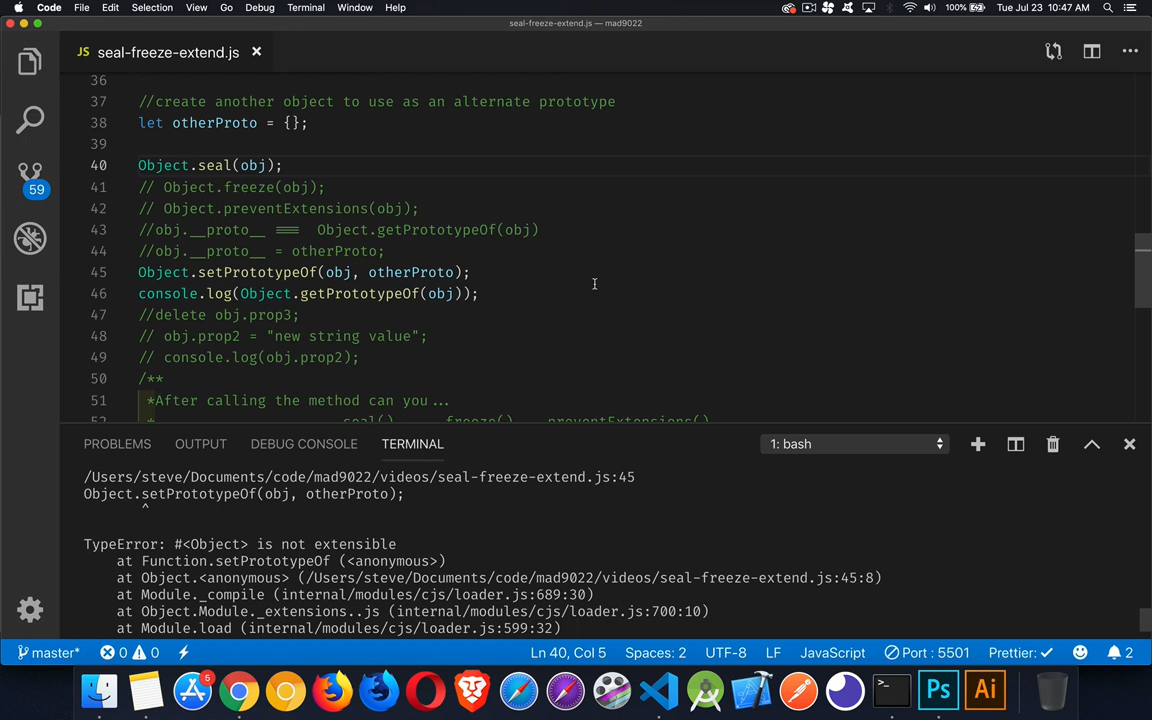 Code File Edit Selection View Go Debug Terminal Window Help 100% Tue Jul 23 10:47 AM
seal-freeze-extend.js — mad9022
JS seal-freeze-extend.js
36
37 //create another object to use as an alternate prototype
38 let otherProto = {};
39
40 Object.seal(obj);
41 // Object.freeze(obj);
42 // Object.preventExtensions(obj);
43 //obj.__proto__ === Object.getPrototypeOf(obj)
44 //obj.__proto__ = otherProto;
45 Object.setPrototypeOf(obj, otherProto);
46 console.log(Object.getPrototypeOf(obj));
47 //delete obj.prop3;
48 // obj.prop2 = "new string value";
49 // console.log(obj.prop2);
50 /**
51 *After calling the method can you...
52 * seal() freeze() preventExtensions()
59
PROBLEMS OUTPUT DEBUG CONSOLE TERMINAL 1: bash
/Users/steve/Documents/code/mad9022/videos/seal-freeze-extend.js:45
Object.setPrototypeOf(obj, otherProto);
^
TypeError: #<Object> is not extensible
at Function.setPrototypeOf (<anonymous>)
at Object.<anonymous> (/Users/steve/Documents/code/mad9022/videos/seal-freeze-extend.js:45:8)
at Module._compile (internal/modules/cjs/loader.js:689:30)
at Object.Module._extensions..js (internal/modules/cjs/loader.js:700:10)
at Module.load (internal/modules/cjs/loader.js:599:32)
master* 0 0 Ln 40, Col 5 Spaces: 2 UTF-8 LF JavaScript Port : 5501 Prettier: ✓ 2
5
>_ Ps Ai